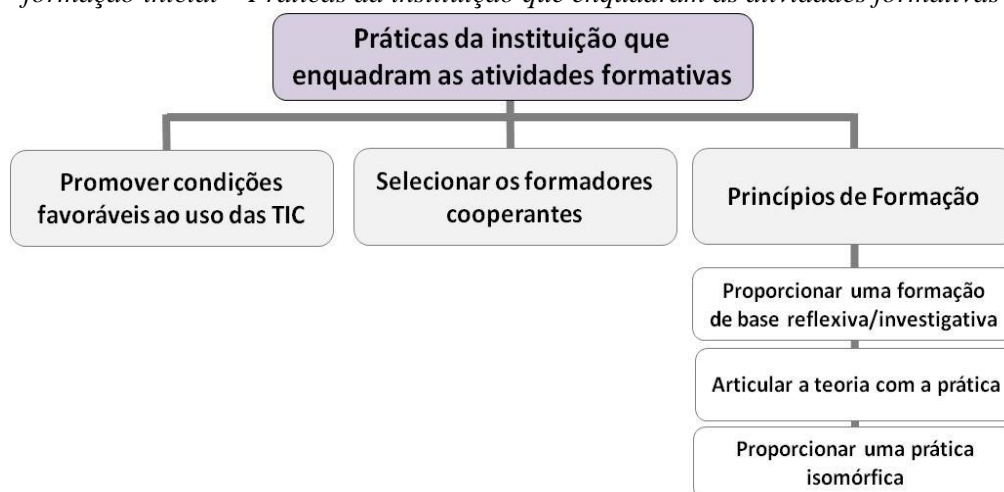 formação inicial – Práticas da instituição que enquadram as atividades formativas
Práticas da instituição que
enquadram as atividades formativas
Promover condições
favoráveis ao uso das TIC
Selecionar os formadores
cooperantes
Princípios de Formação
Proporcionar uma formação
de base reflexiva/investigativa
Articular a teoria com a prática
Proporcionar uma prática
isomórfica